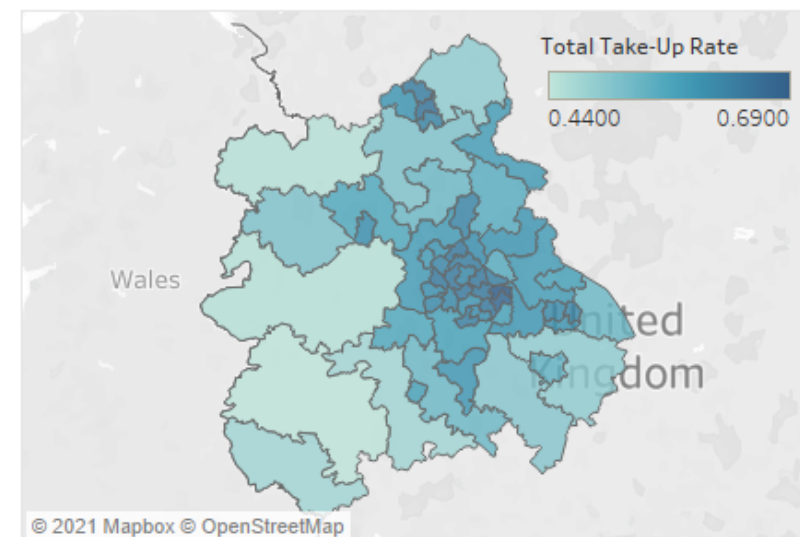 Total Take-Up Rate
0.4400 0.6900
Wales
United
Kingdom
© 2021 Mapbox © OpenStreetMap